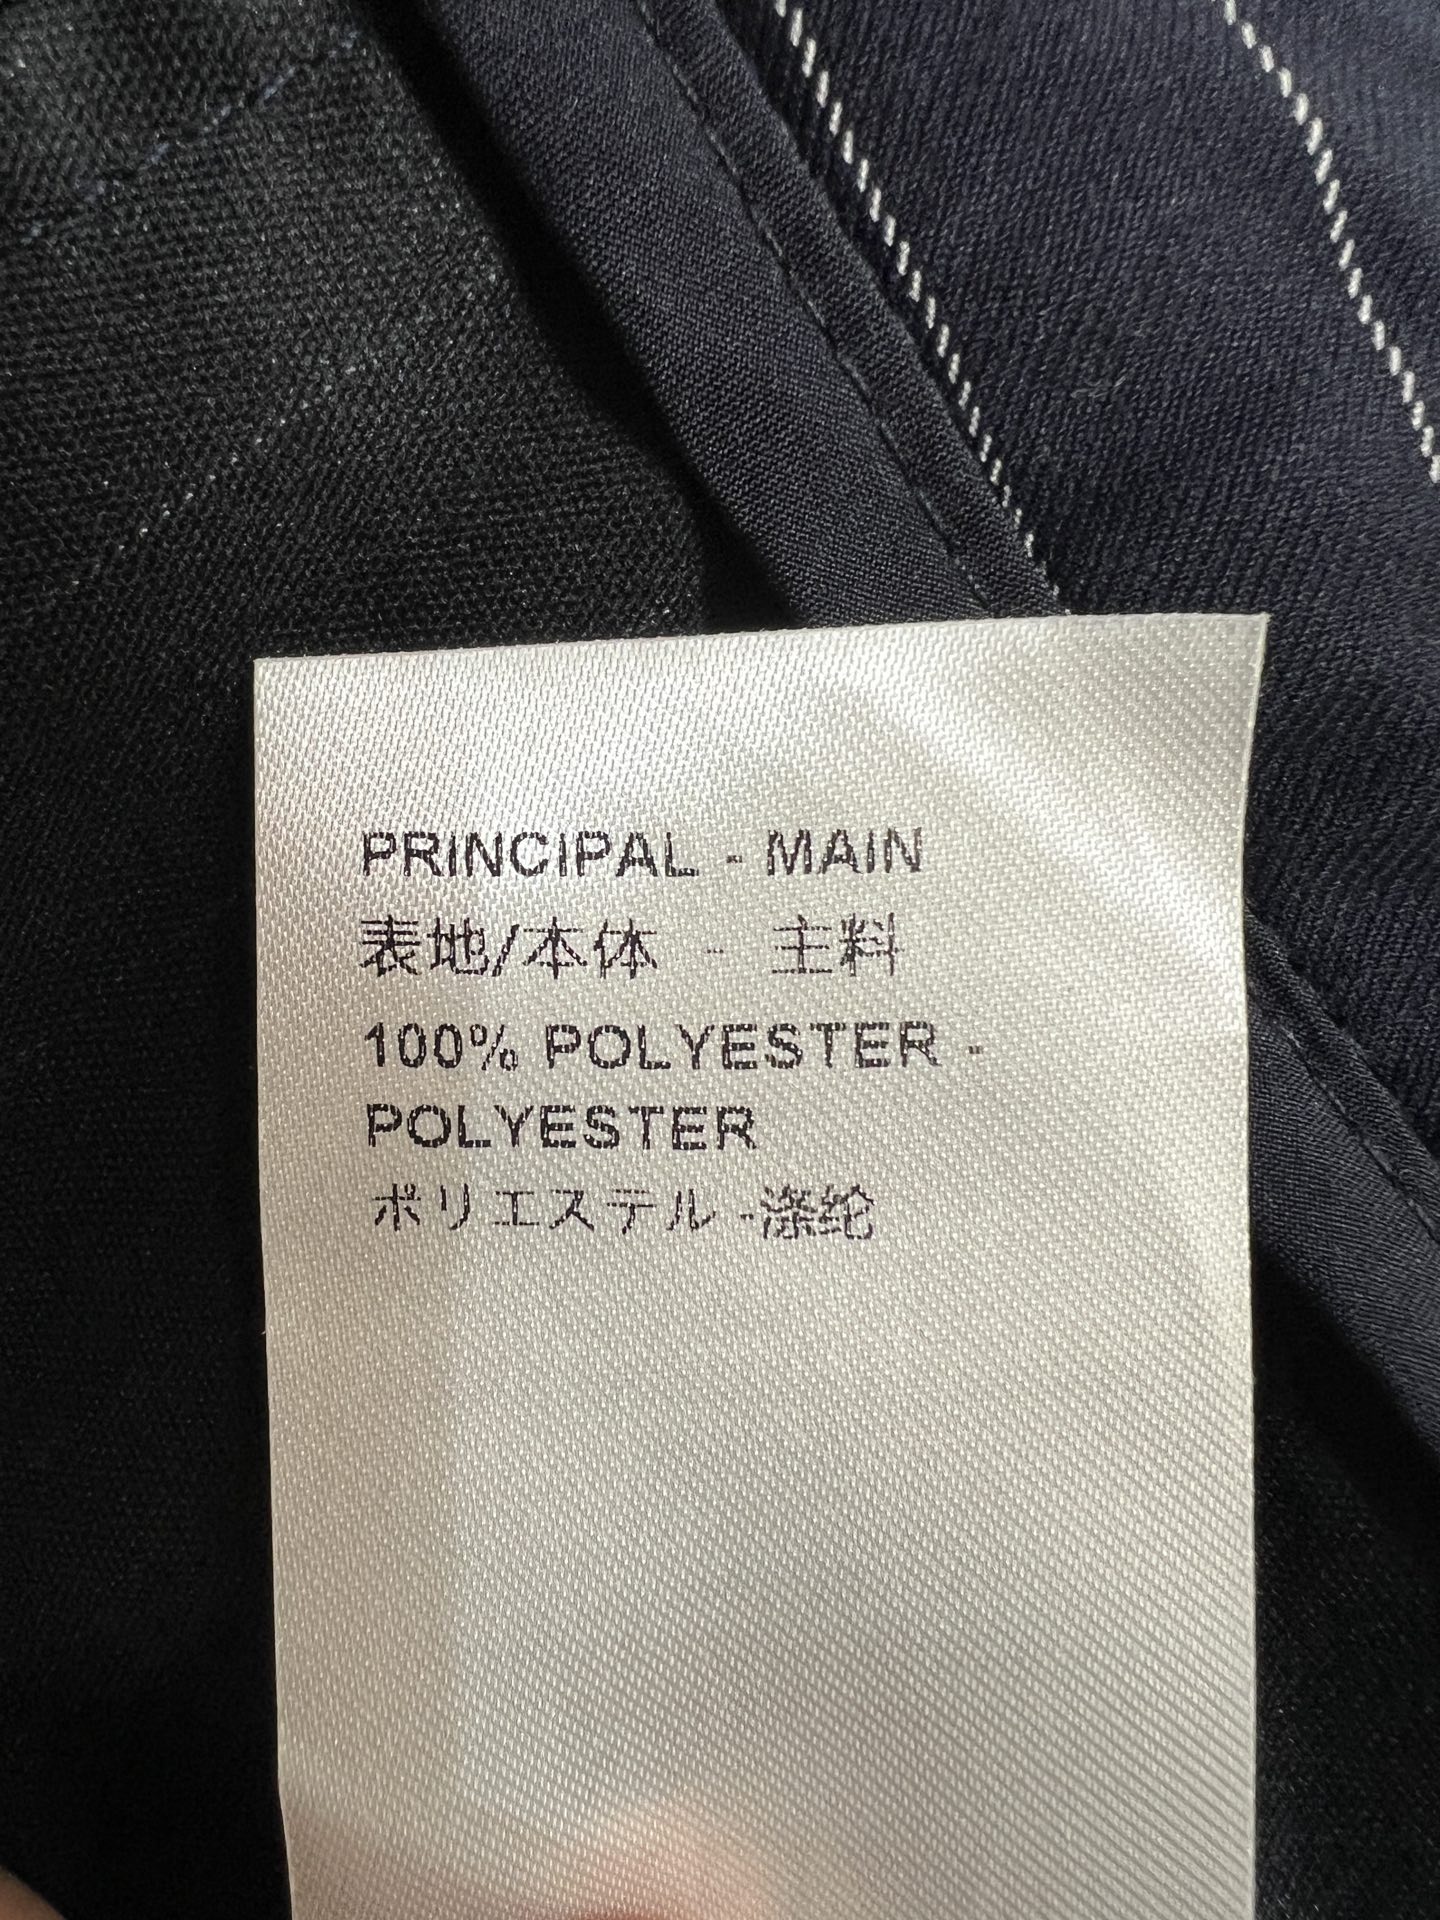 PRINCIPAL - MAIN
表地/本体 - 主料
100% POLYESTER -
POLYESTER
ポリエステル -涤纶